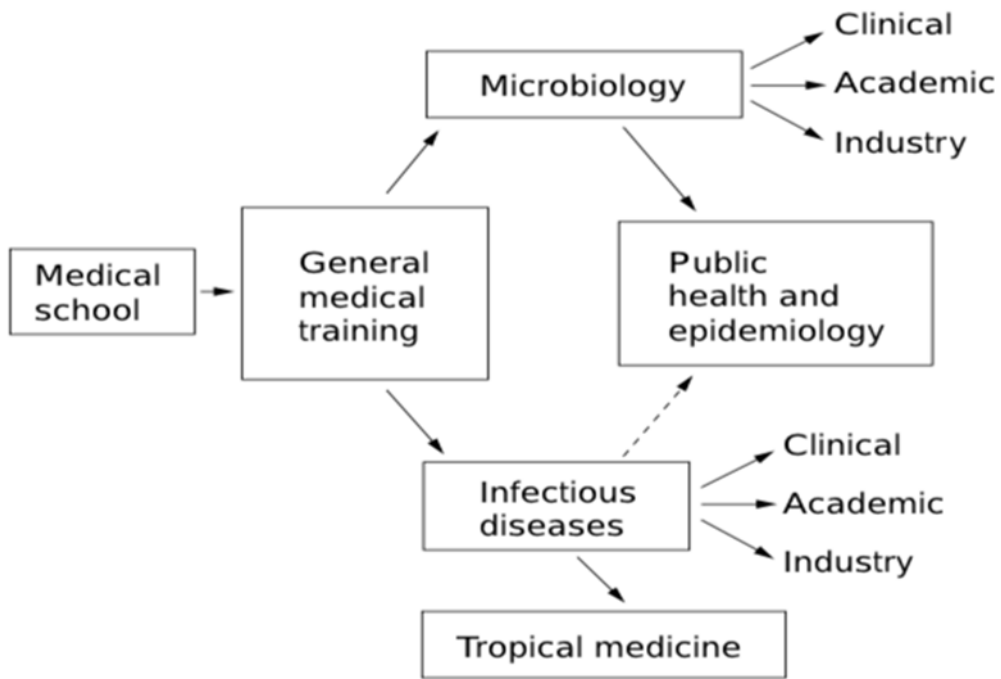 Clinical
Microbiology
Academic
Industry
Medical
school
General
medical
training
Public
health and
epidemiology
Infectious
diseases
Clinical
Academic
Industry
Tropical medicine